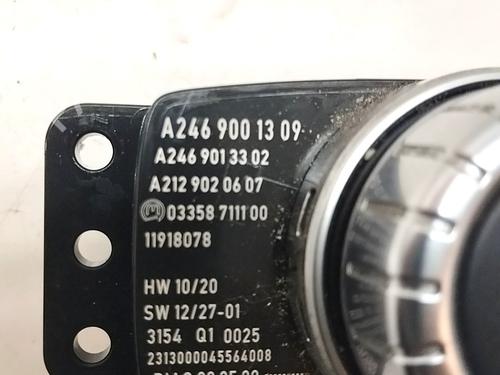 A246 900 13 09
A246 901 33 02
A212 902 06 07
03358 7111 00
11918078
HW 10/20
SW 12/27-01
3154 Q1 0025
2313000045564008